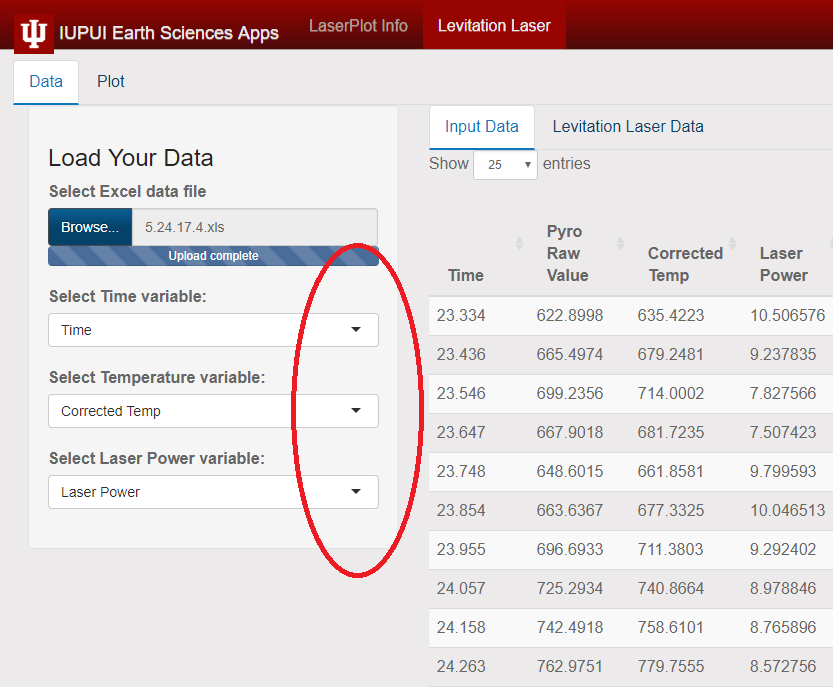 IUPUI Earth Sciences Apps LaserPlot Info Levitation Laser
Data Plot
Load Your Data
Select Excel data file
Browse... 5.24.17.4.xls
Upload complete
Select Time variable:
Time
Select Temperature variable:
Corrected Temp
Select Laser Power variable:
Laser Power
Input Data Levitation Laser Data
Show 25 entries
Time Pyro Raw Value Corrected Temp Laser Power
23.334 622.8998 635.4223 10.506576
23.436 665.4974 679.2481 9.237835
23.546 699.2356 714.0002 7.827566
23.647 667.9018 681.7235 7.507423
23.748 648.6015 661.8581 9.799593
23.854 663.6367 677.3325 10.046513
23.955 696.6933 711.3803 9.292402
24.057 725.2934 740.8664 8.978846
24.158 742.4918 758.6101 8.765896
24.263 762.9751 779.7555 8.572756